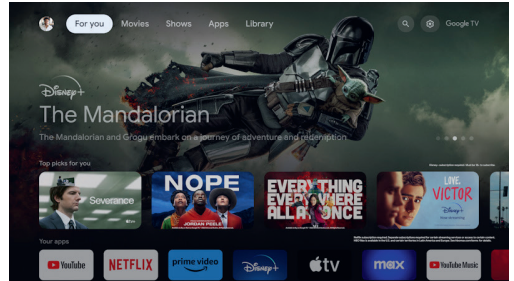 For you
Movies
Shows
Apps
Library
Google TV
Disney+
The Mandalorian
The Mandalorian and Grogu embark on a journey of adventure and redemption.
Top picks for you
Severance
NOPE
JORDAN PEELE
EVERYTHING
EVERYWHERE
ALL AT ONCE
LOVE,
VICTOR
Disney+
Your apps
YouTube
NETFLIX
prime video
Disney+
tv
max
YouTube Music